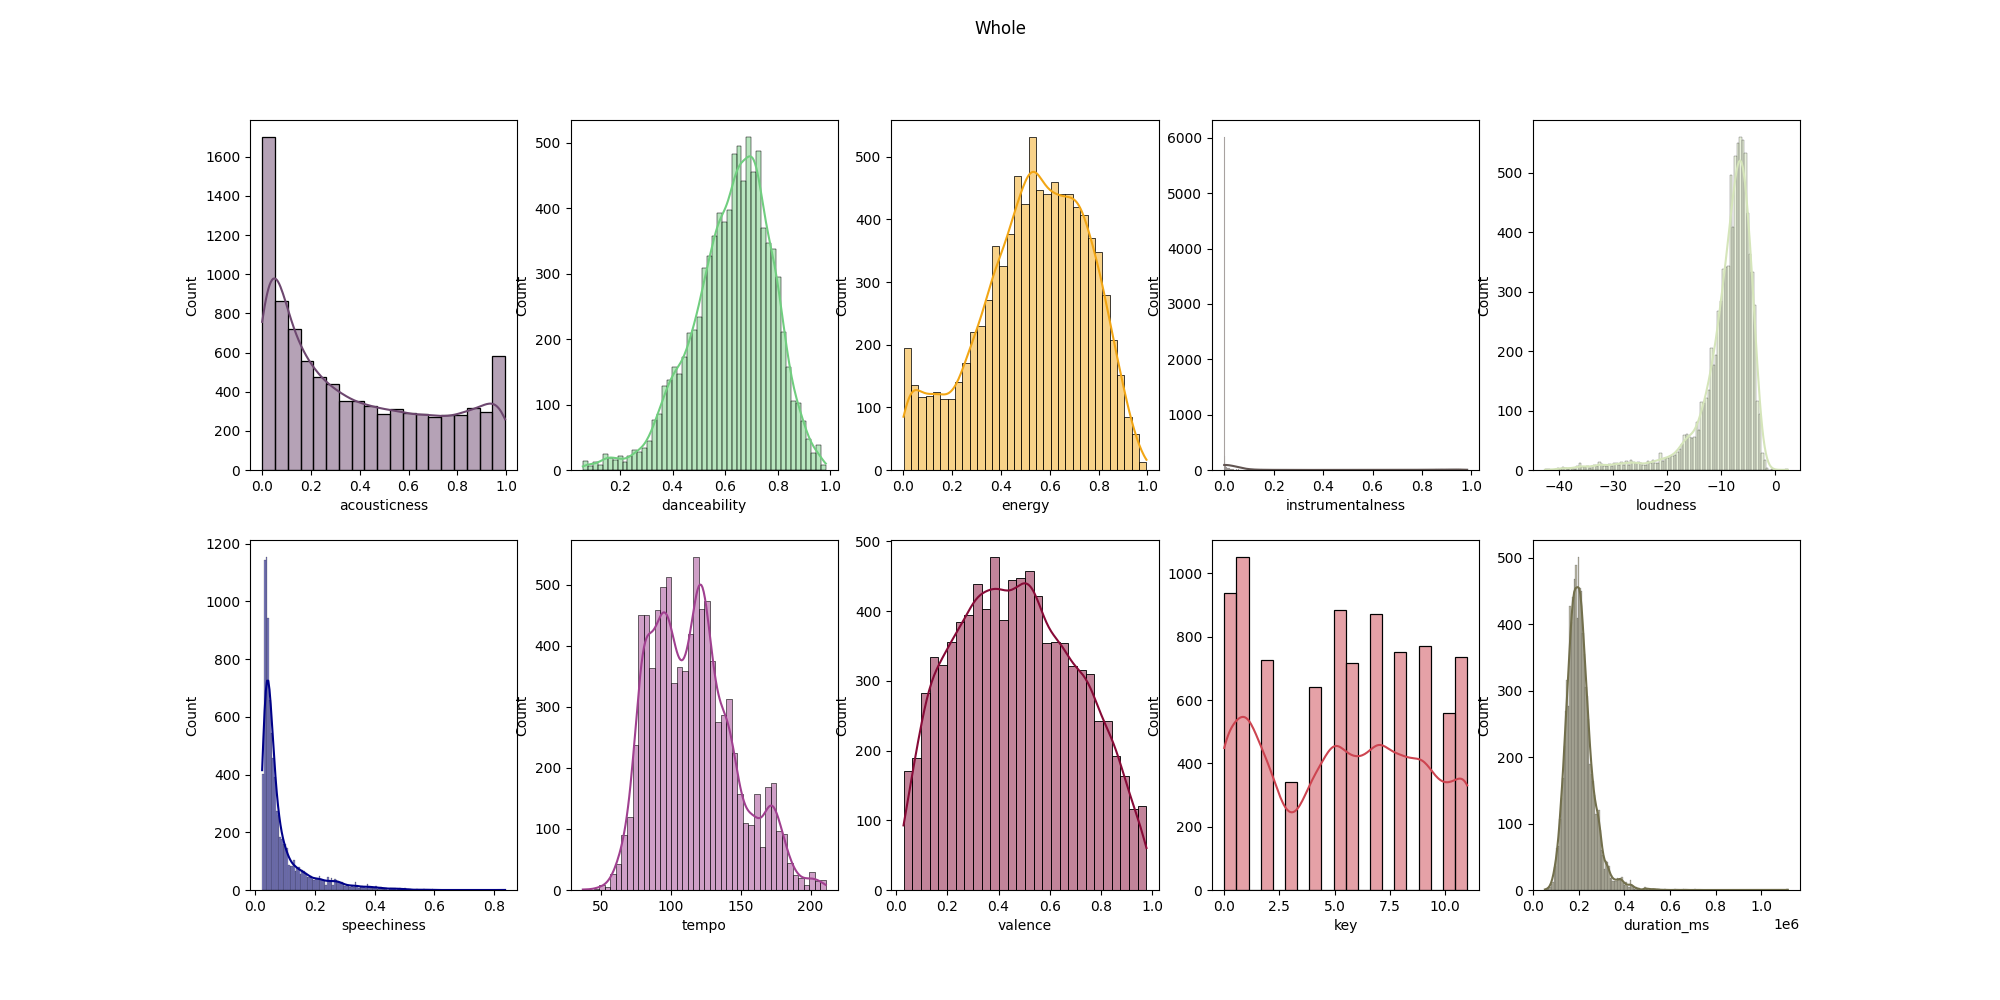 Whole
Count
1600
1400
1200
1000
800
600
400
200
0
0.0 0.2 0.4 0.6 0.8 1.0
acousticness
Count
500
400
300
200
100
0
0.2 0.4 0.6 0.8 1.0
danceability
Count
500
400
300
200
100
0
0.0 0.2 0.4 0.6 0.8 1.0
energy
Count
6000
5000
4000
3000
2000
1000
0
0.0 0.2 0.4 0.6 0.8 1.0
instrumentalness
Count
500
400
300
200
100
0
−40 −30 −20 −10 0
loudness
Count
1200
1000
800
600
400
200
0
0.0 0.2 0.4 0.6 0.8
speechiness
Count
500
400
300
200
100
0
50 100 150 200
tempo
Count
500
400
300
200
100
0
0.0 0.2 0.4 0.6 0.8 1.0
valence
Count
1000
800
600
400
200
0
0.0 2.5 5.0 7.5 10.0
key
Count
500
400
300
200
100
0
0.0 0.2 0.4 0.6 0.8 1.0
duration_ms 1e6